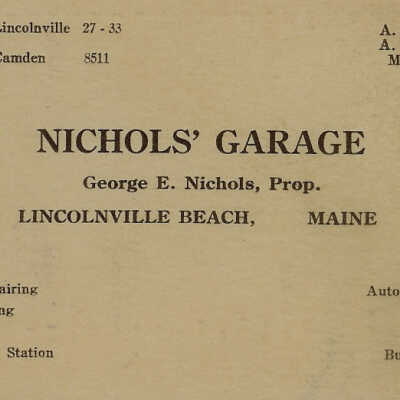 Lincolnville 27 - 33
A.
Camden 8511
A.
M
NICHOLS' GARAGE
George E. Nichols, Prop.
LINCOLNVILLE BEACH, MAINE
airing
Auto
ng
Station
Bu